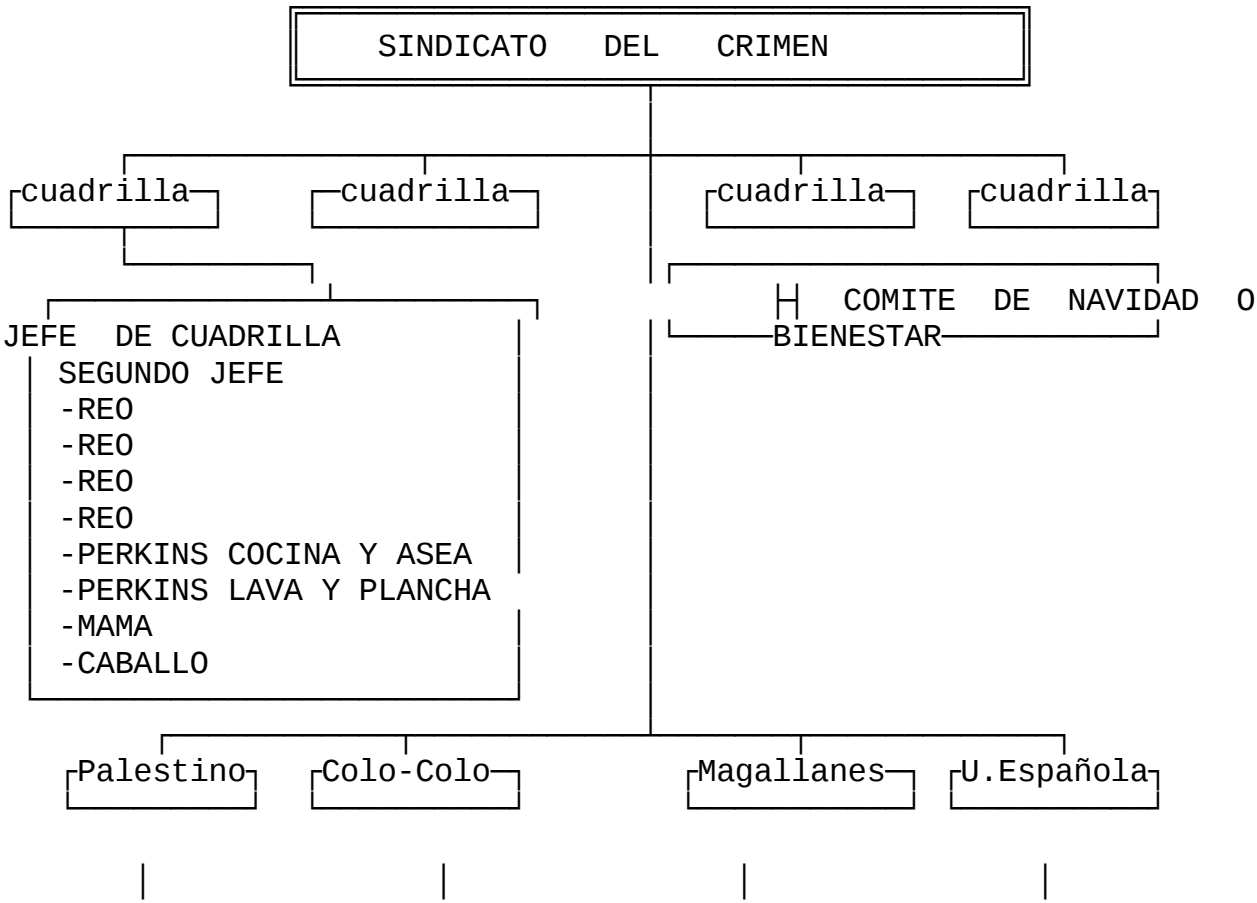 SINDICATO DEL CRIMEN
cuadrilla cuadrilla cuadrilla cuadrilla
COMITE DE NAVIDAD O
JEFE DE CUADRILLA BIENESTAR
SEGUNDO JEFE
-REO
-REO
-REO
-REO
-PERKINS COCINA Y ASEA
-PERKINS LAVA Y PLANCHA
-MAMA
-CABALLO
Palestino Colo-Colo Magallanes U.Española